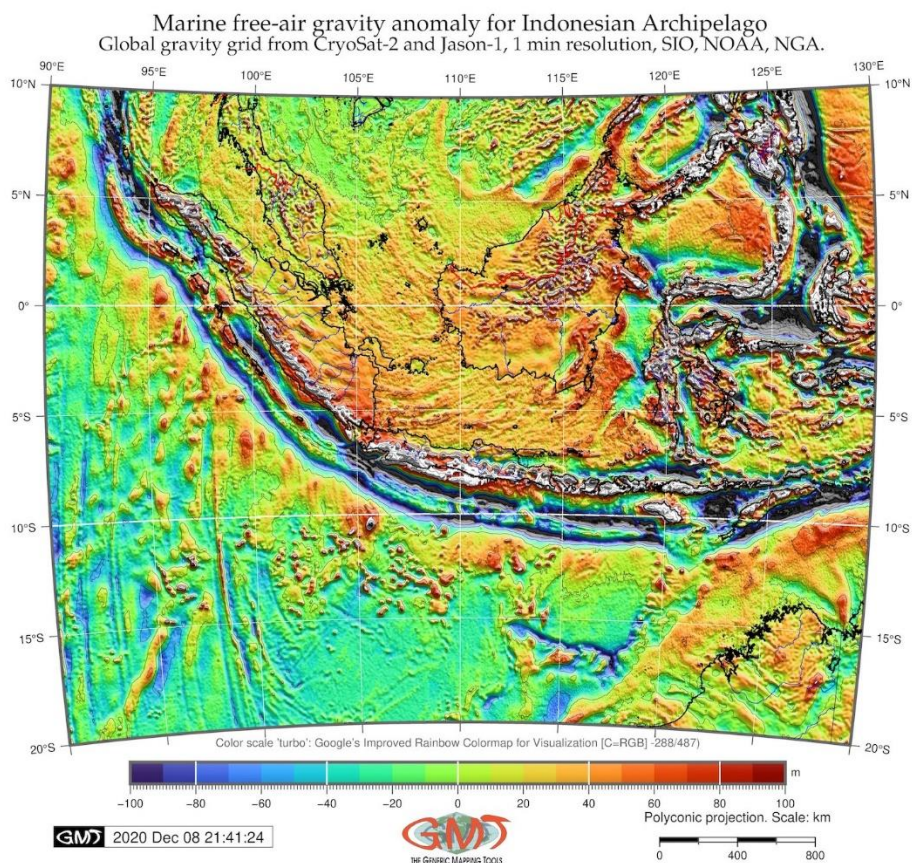 Marine free-air gravity anomaly for Indonesian Archipelago
Global gravity grid from CryoSat-2 and Jason-1, 1 min resolution, SIO, NOAA, NGA.
90°E 95°E 100°E 105°E 110°E 115°E 120°E 125°E 130°E
10°N 10°N
5°N 5°N
0° 0°
5°S 5°S
10°S 10°S
15°S 15°S
20°S 20°S
Color scale 'turbo': Google's Improved Rainbow Colormap for Visualization [C=RGB] -288/487)
m
−100 −80 −60 −40 −20 0 20 40 60 80 100
Polyconic projection. Scale: km
0 400 800
GMT 2020 Dec 08 21:41:24
GMT
THE GENERIC MAPPING TOOLS